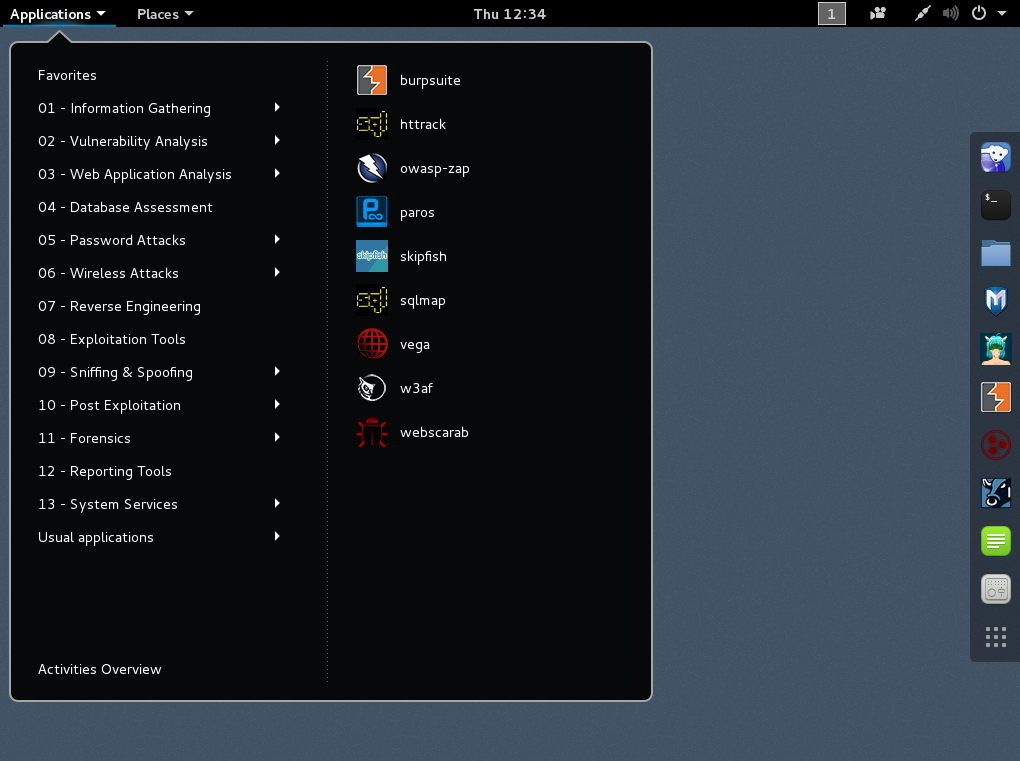 Applications Places Thu 12:34 1
Favorites
01 - Information Gathering
02 - Vulnerability Analysis
03 - Web Application Analysis
04 - Database Assessment
05 - Password Attacks
06 - Wireless Attacks
07 - Reverse Engineering
08 - Exploitation Tools
09 - Sniffing & Spoofing
10 - Post Exploitation
11 - Forensics
12 - Reporting Tools
13 - System Services
Usual applications
Activities Overview
burpsuite
sql
httrack
owasp-zap
paros
skipfish
skipfish
sql
sqlmap
vega
w3af
webscarab
$_
M